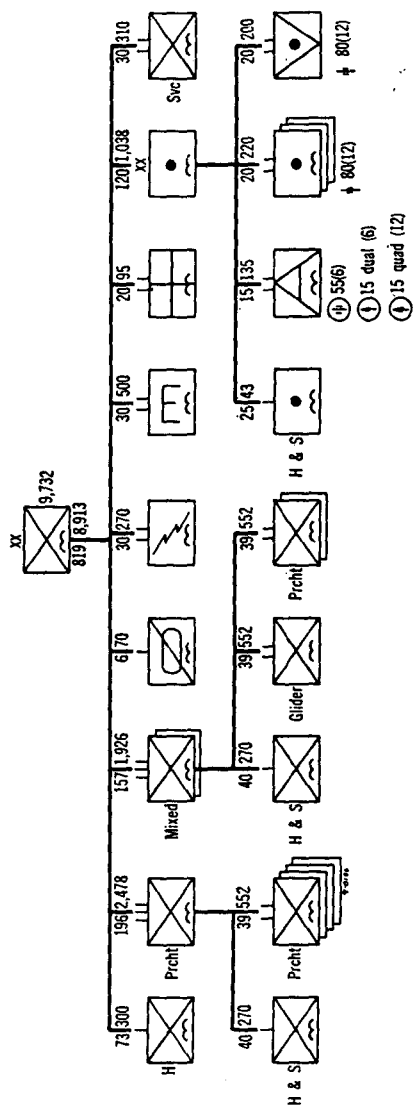 XX
9,732
819 8,913
73 300
196 2,478
157 1,926
6 70
30 270
30 500
20 95
120 1,038
30 310
XX
H
Prcht
Mixed
Svc
40 270
39 552
40 270
39 552
39 552
25 43
15 135
20 220
20 200
H & S
Prcht
H & S
Glider
Prcht
H & S
55(6)
15 dual (6)
15 quad (12)
80(12)
80(12)